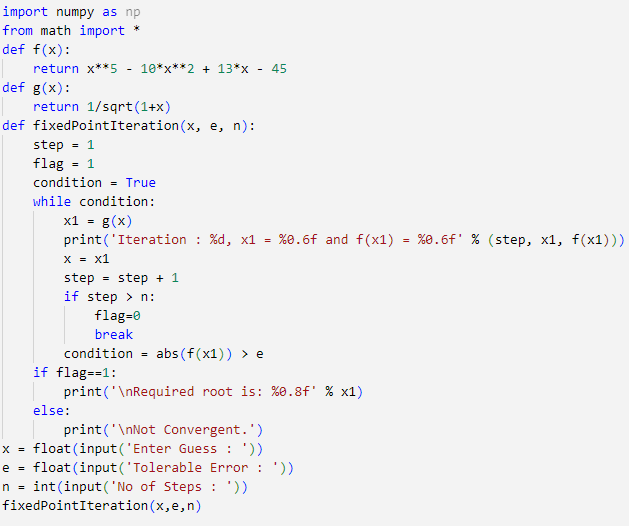 import numpy as np
from math import *
def f(x):
    return x**5 - 10*x**2 + 13*x - 45
def g(x):
    return 1/sqrt(1+x)
def fixedPointIteration(x, e, n):
    step = 1
    flag = 1
    condition = True
    while condition:
        x1 = g(x)
        print('Iteration : %d, x1 = %0.6f and f(x1) = %0.6f' % (step, x1, f(x1)))
        x = x1
        step = step + 1
        if step > n:
            flag=0
            break
        condition = abs(f(x1)) > e
    if flag==1:
        print('\nRequired root is: %0.8f' % x1)
    else:
        print('\nNot Convergent.')
x = float(input('Enter Guess : '))
e = float(input('Tolerable Error : '))
n = int(input('No of Steps : '))
fixedPointIteration(x,e,n)